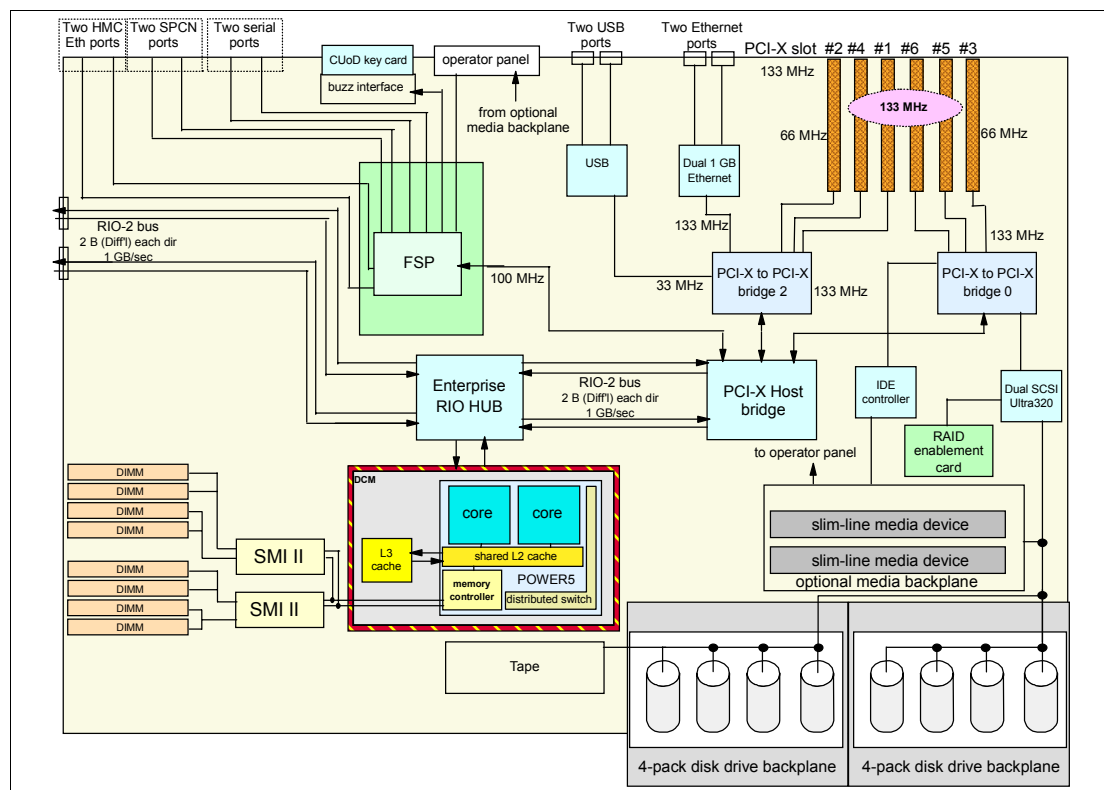 Two HMC
Eth ports
Two SPCN
ports
Two serial
ports
CUoD key card
buzz interface
operator panel
from optional
media backplane
Two USB
ports
Two Ethernet
ports
PCI-X slot
#2 #4 #1 #6 #5 #3
133 MHz
133 MHz
66 MHz
66 MHz
USB
Dual 1 GB
Ethernet
133 MHz
133 MHz
RIO-2 bus
2 B (Diff'l) each dir
1 GB/sec
FSP
100 MHz
33 MHz
PCI-X to PCI-X
bridge 2
133 MHz
PCI-X to PCI-X
bridge 0
Enterprise
RIO HUB
RIO-2 bus
2 B (Diff'l) each dir
1 GB/sec
PCI-X Host
bridge
IDE
controller
Dual SCSI
Ultra320
RAID
enablement
card
to operator panel
DIMM
DIMM
DIMM
DIMM
DIMM
DIMM
DIMM
DIMM
SMI II
SMI II
DCM
core
core
L3
cache
shared L2 cache
memory
controller
POWER5
distributed switch
slim-line media device
slim-line media device
optional media backplane
Tape
4-pack disk drive backplane
4-pack disk drive backplane